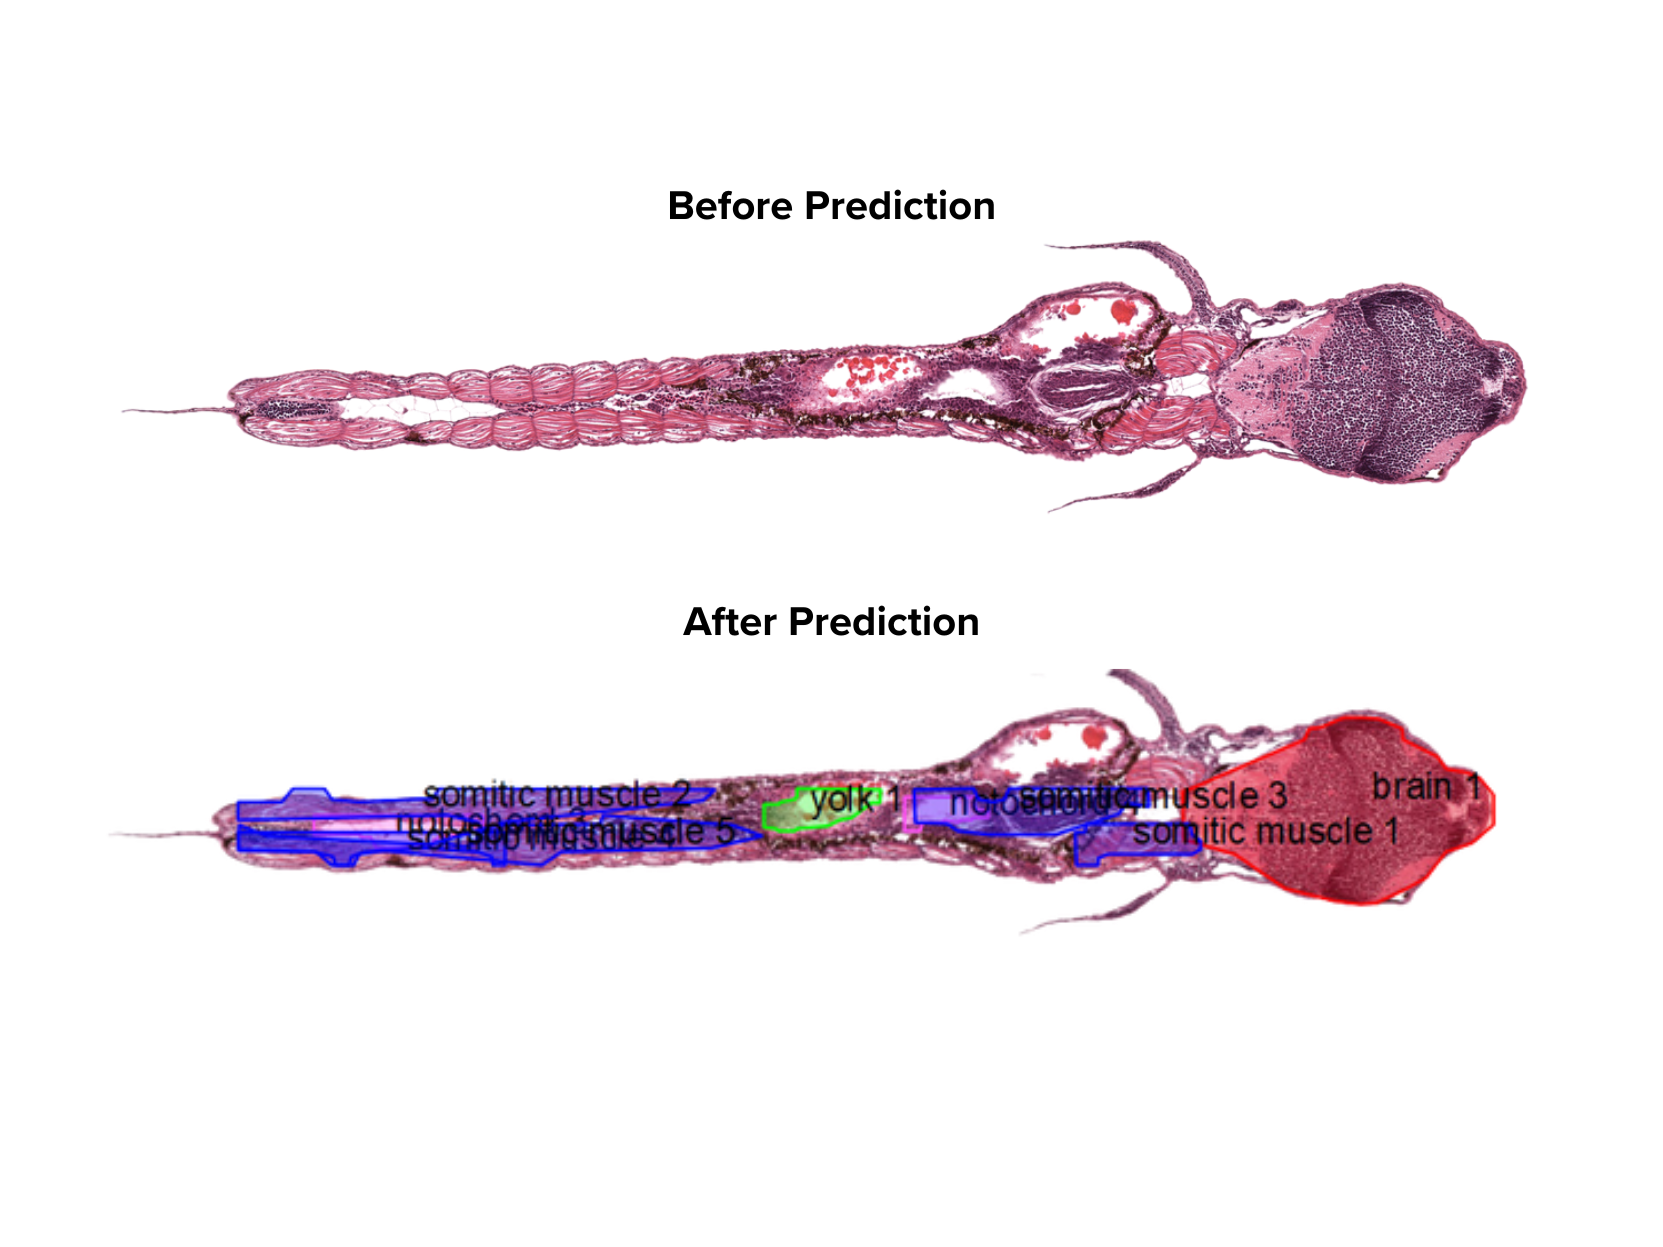 Before Prediction
After Prediction
somitic muscle 2
yolk 1
somitic muscle 3
brain 1
somitic muscle 5
somitic muscle 1